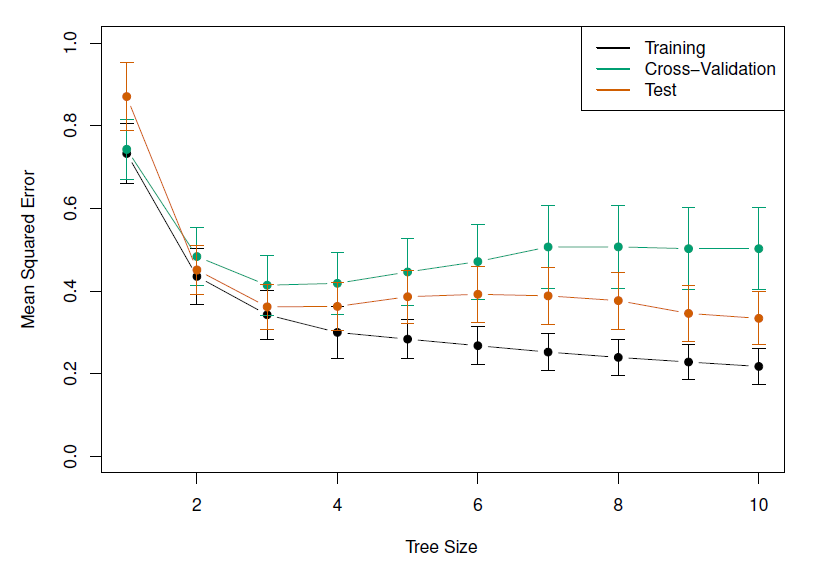 Training
Cross−Validation
Test
Mean Squared Error
1.0
0.8
0.6
0.4
0.2
0.0
2 4 6 8 10
Tree Size